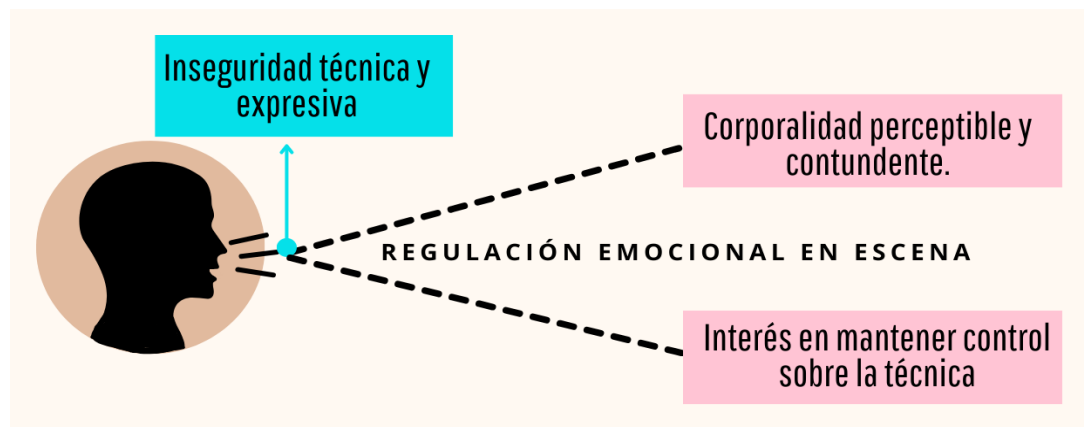 Inseguridad técnica y
expresiva
Corporalidad perceptible y
contundente.
REGULACIÓN EMOCIONAL EN ESCENA
Interés en mantener control
sobre la técnica